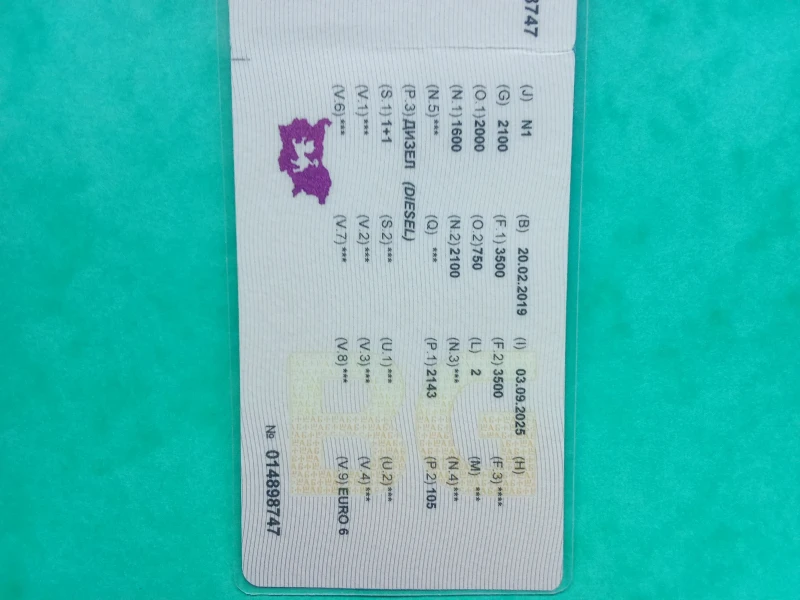 8747
(J) N1 (B) 20.02.2019 (I) 03.09.2025 (H)
(G) 2100 (F.1) 3500 (F.2) 3500 (F.3) ****
(O.1) 2000 (O.2) 750 (L) 2 (M) ***
(N.1) 1600 (N.2) 2100 (N.3) *** (N.4) ***
(N.5) *** (Q) *** (P.1) 2143 (P.2) 105
(P.3) ДИЗЕЛ (DIESEL)
(S.1) 1+1 (S.2) *** (U.1) *** (U.2) ***
(V.1) *** (V.2) *** (V.3) *** (V.4) ***
(V.6) *** (V.7) *** (V.8) *** (V.9) EURO 6
№ 014898747
BG